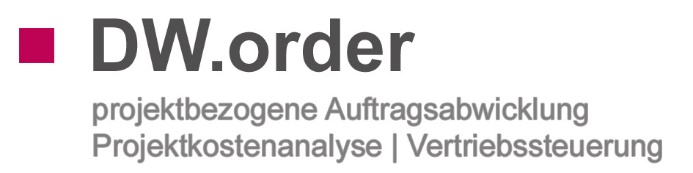 DW.order
projektbezogene Auftragsabwicklung
Projektkostenanalyse | Vertriebssteuerung